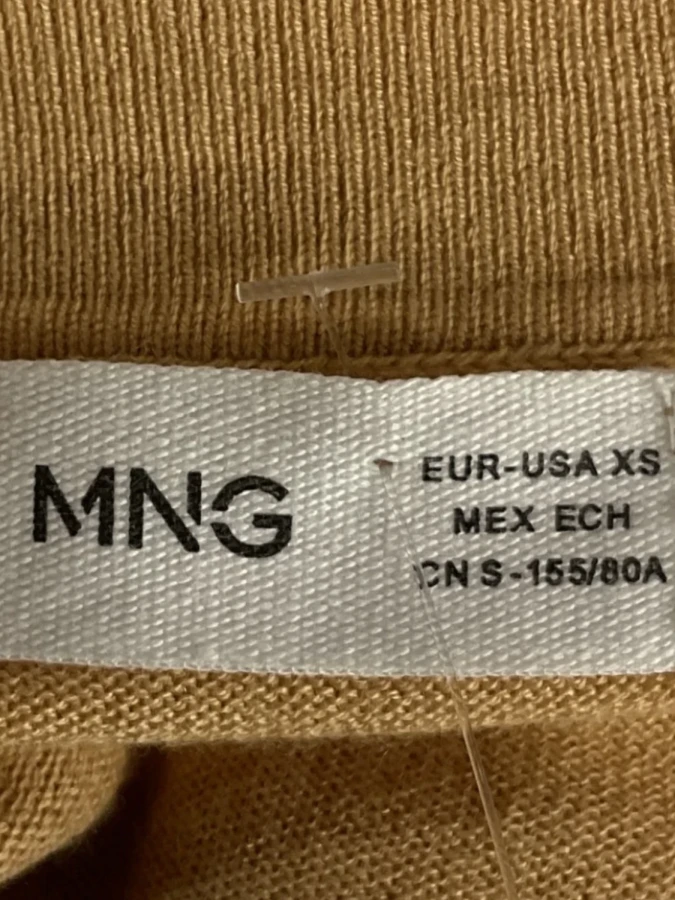 MNG
EUR-USA XS
MEX ECH
CN S-155/80A